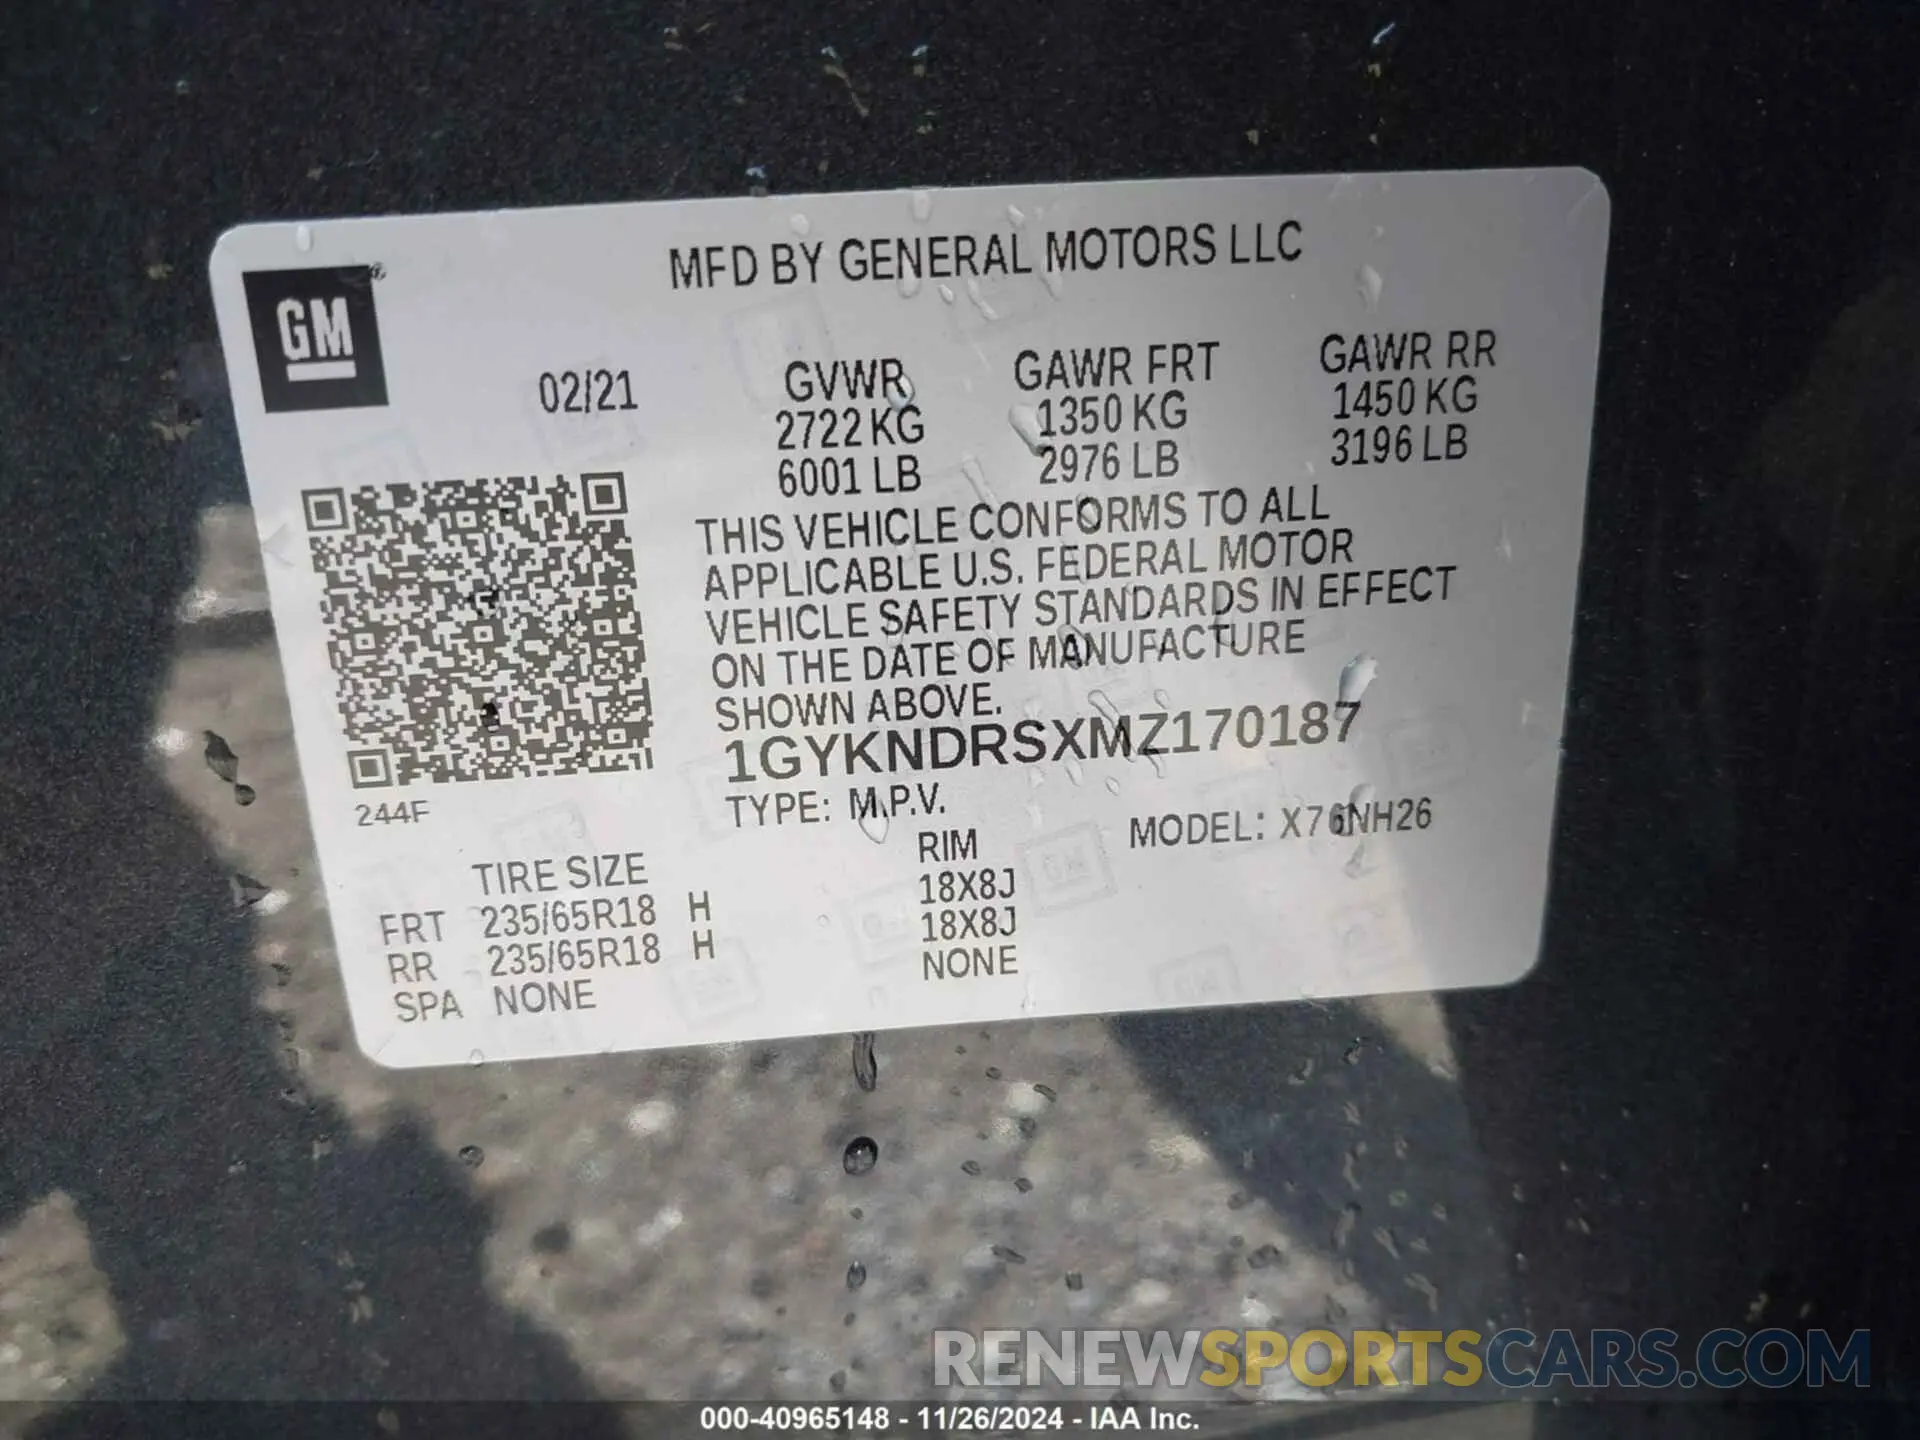 MFD BY GENERAL MOTORS LLC
GM ®
02/21 GVWR GAWR FRT GAWR RR
2722 KG 1350 KG 1450 KG
6001 LB 2976 LB 3196 LB
THIS VEHICLE CONFORMS TO ALL
APPLICABLE U.S. FEDERAL MOTOR
VEHICLE SAFETY STANDARDS IN EFFECT
ON THE DATE OF MANUFACTURE
SHOWN ABOVE.
1GYKNDRSXMZ170187
244F
TYPE: M.P.V. MODEL: X76NH26
TIRE SIZE RIM
FRT 235/65R18 H 18X8J
RR 235/65R18 H 18X8J
SPA NONE NONE
RENEWSPORTSCARS.COM
000-40965148 - 11/26/2024 - IAA Inc.